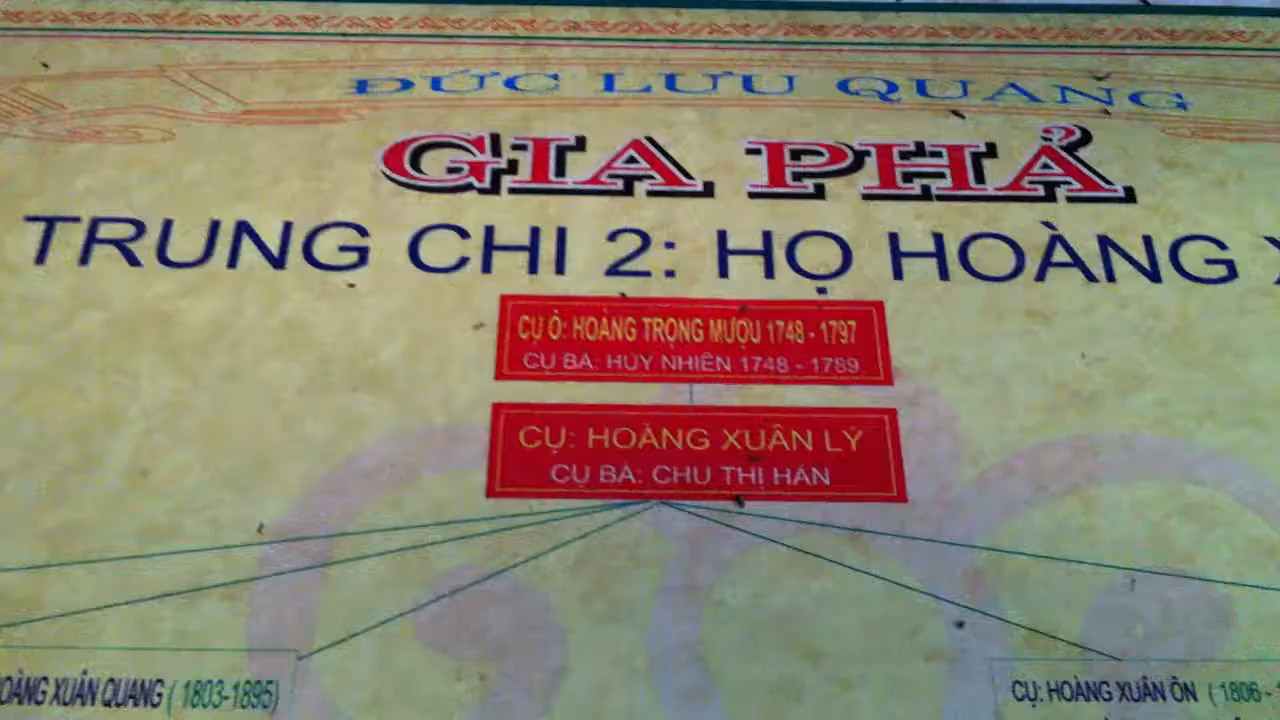 ĐỨC LƯU QUANG
GIA PHẢ
TRUNG CHI 2: HỌ HOÀNG
CỤ Ô: HOÀNG TRỌNG MƯỢU 1748 - 1797
CỤ BÀ: HÚY NHIÊN 1748 - 1789
CỤ: HOÀNG XUÂN LÝ
CỤ BÀ: CHU THỊ HÁN
HOÀNG XUÂN QUANG ( 1803-1895)
CỤ: HOÀNG XUÂN ÔN ( 1806 -